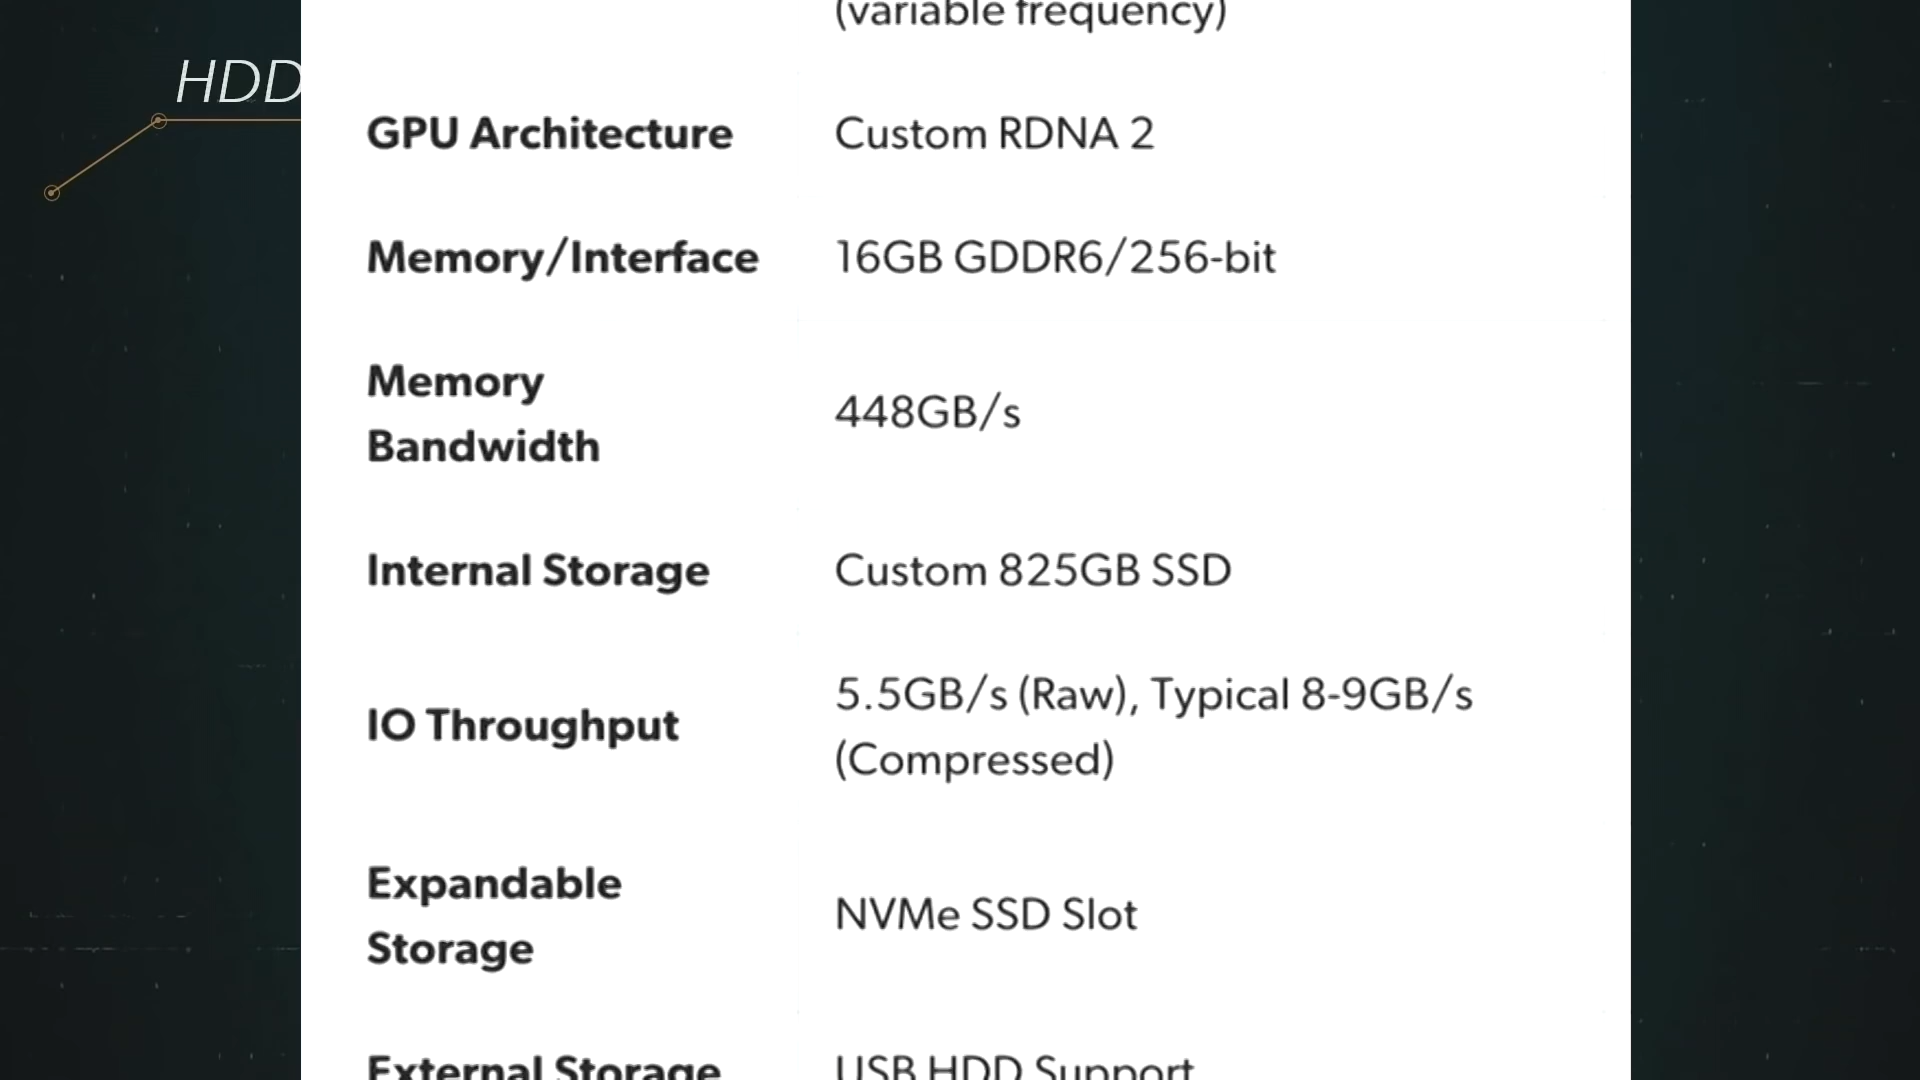 (variable frequency)
HDD
GPU Architecture Custom RDNA 2
Memory/Interface 16GB GDDR6/256-bit
Memory
Bandwidth
448GB/s
Internal Storage Custom 825GB SSD
IO Throughput
5.5GB/s (Raw), Typical 8-9GB/s
(Compressed)
Expandable
Storage
NVMe SSD Slot
External Storage USB HDD Support